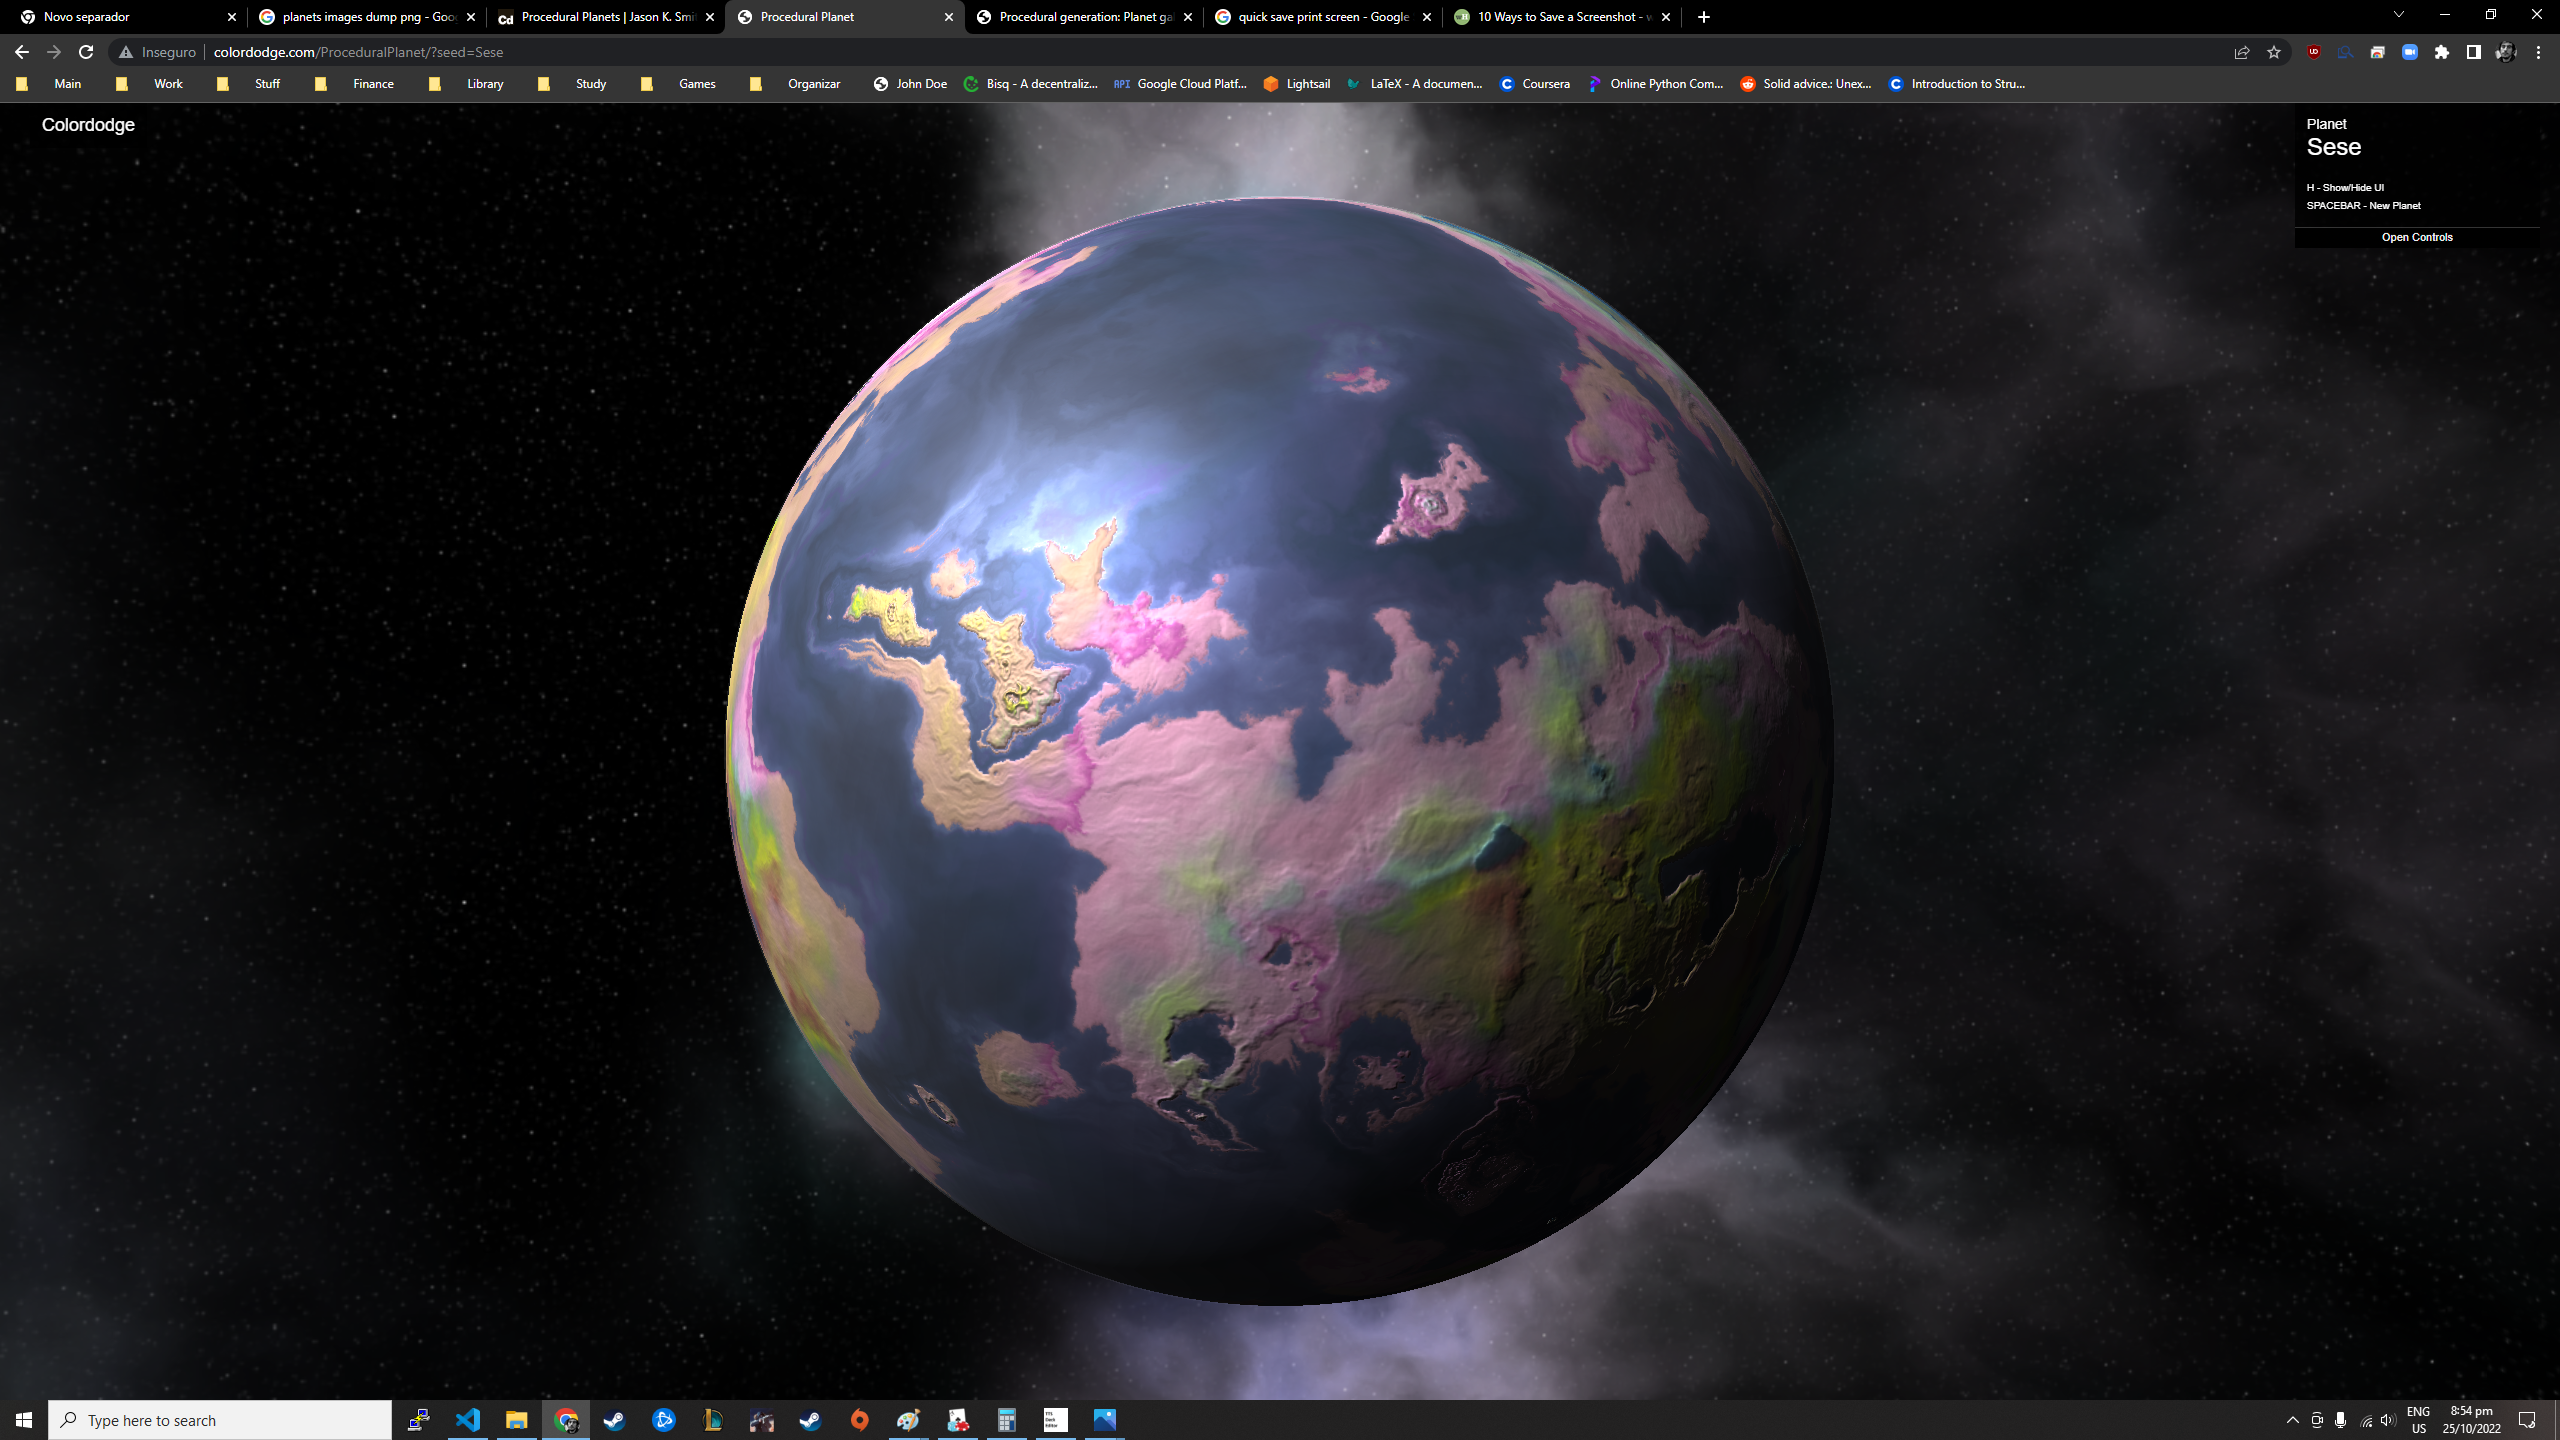 Novo separador
planets images dump png - Goo
Procedural Planets | Jason K. Smi
Procedural Planet
Procedural generation: Planet ga
quick save print screen - Google
10 Ways to Save a Screenshot - w
Inseguro
colordodge.com/ProceduralPlanet/?seed=Sese
Main
Work
Stuff
Finance
Library
Study
Games
Organizar
John Doe
Bisq - A decentraliz...
API
Google Cloud Platf...
Lightsail
LaTeX - A documen...
Coursera
Online Python Com...
Solid advice.: Unex...
Introduction to Stru...
Colordodge
Planet
Sese
H - Show/Hide UI
SPACEBAR - New Planet
Open Controls
Type here to search
TTS
Deck
Editor
ENG
US
8:54 pm
25/10/2022